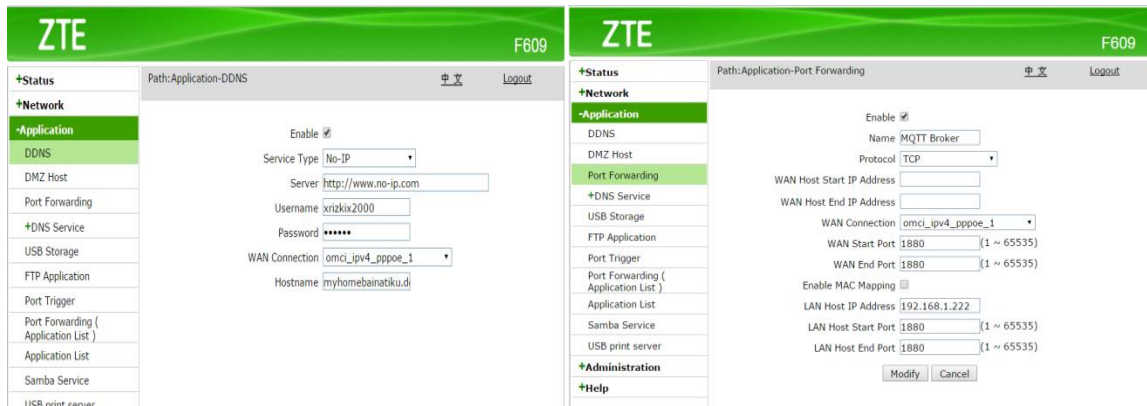 ZTE
F609
+Status
Path:Application-DDNS
中文
Logout
+Network
-Application
DDNS
DMZ Host
Port Forwarding
+DNS Service
USB Storage
FTP Application
Port Trigger
Port Forwarding (
Application List )
Application List
Samba Service
USB print server
Enable
Service Type No-IP
Server http://www.no-ip.com
Username xrizkix2000
Password ••••••
WAN Connection omci_ipv4_pppoe_1
Hostname myhomebainatiku.d
ZTE
F609
+Status
Path:Application-Port Forwarding
中文
Logout
+Network
-Application
DDNS
DMZ Host
Port Forwarding
+DNS Service
USB Storage
FTP Application
Port Trigger
Port Forwarding (
Application List )
Application List
Samba Service
USB print server
+Administration
+Help
Enable
Name MQTT Broker
Protocol TCP
WAN Host Start IP Address
WAN Host End IP Address
WAN Connection omci_ipv4_pppoe_1
WAN Start Port 1880 (1 ~ 65535)
WAN End Port 1880 (1 ~ 65535)
Enable MAC Mapping
LAN Host IP Address 192.168.1.222
LAN Host Start Port 1880 (1 ~ 65535)
LAN Host End Port 1880 (1 ~ 65535)
Modify Cancel